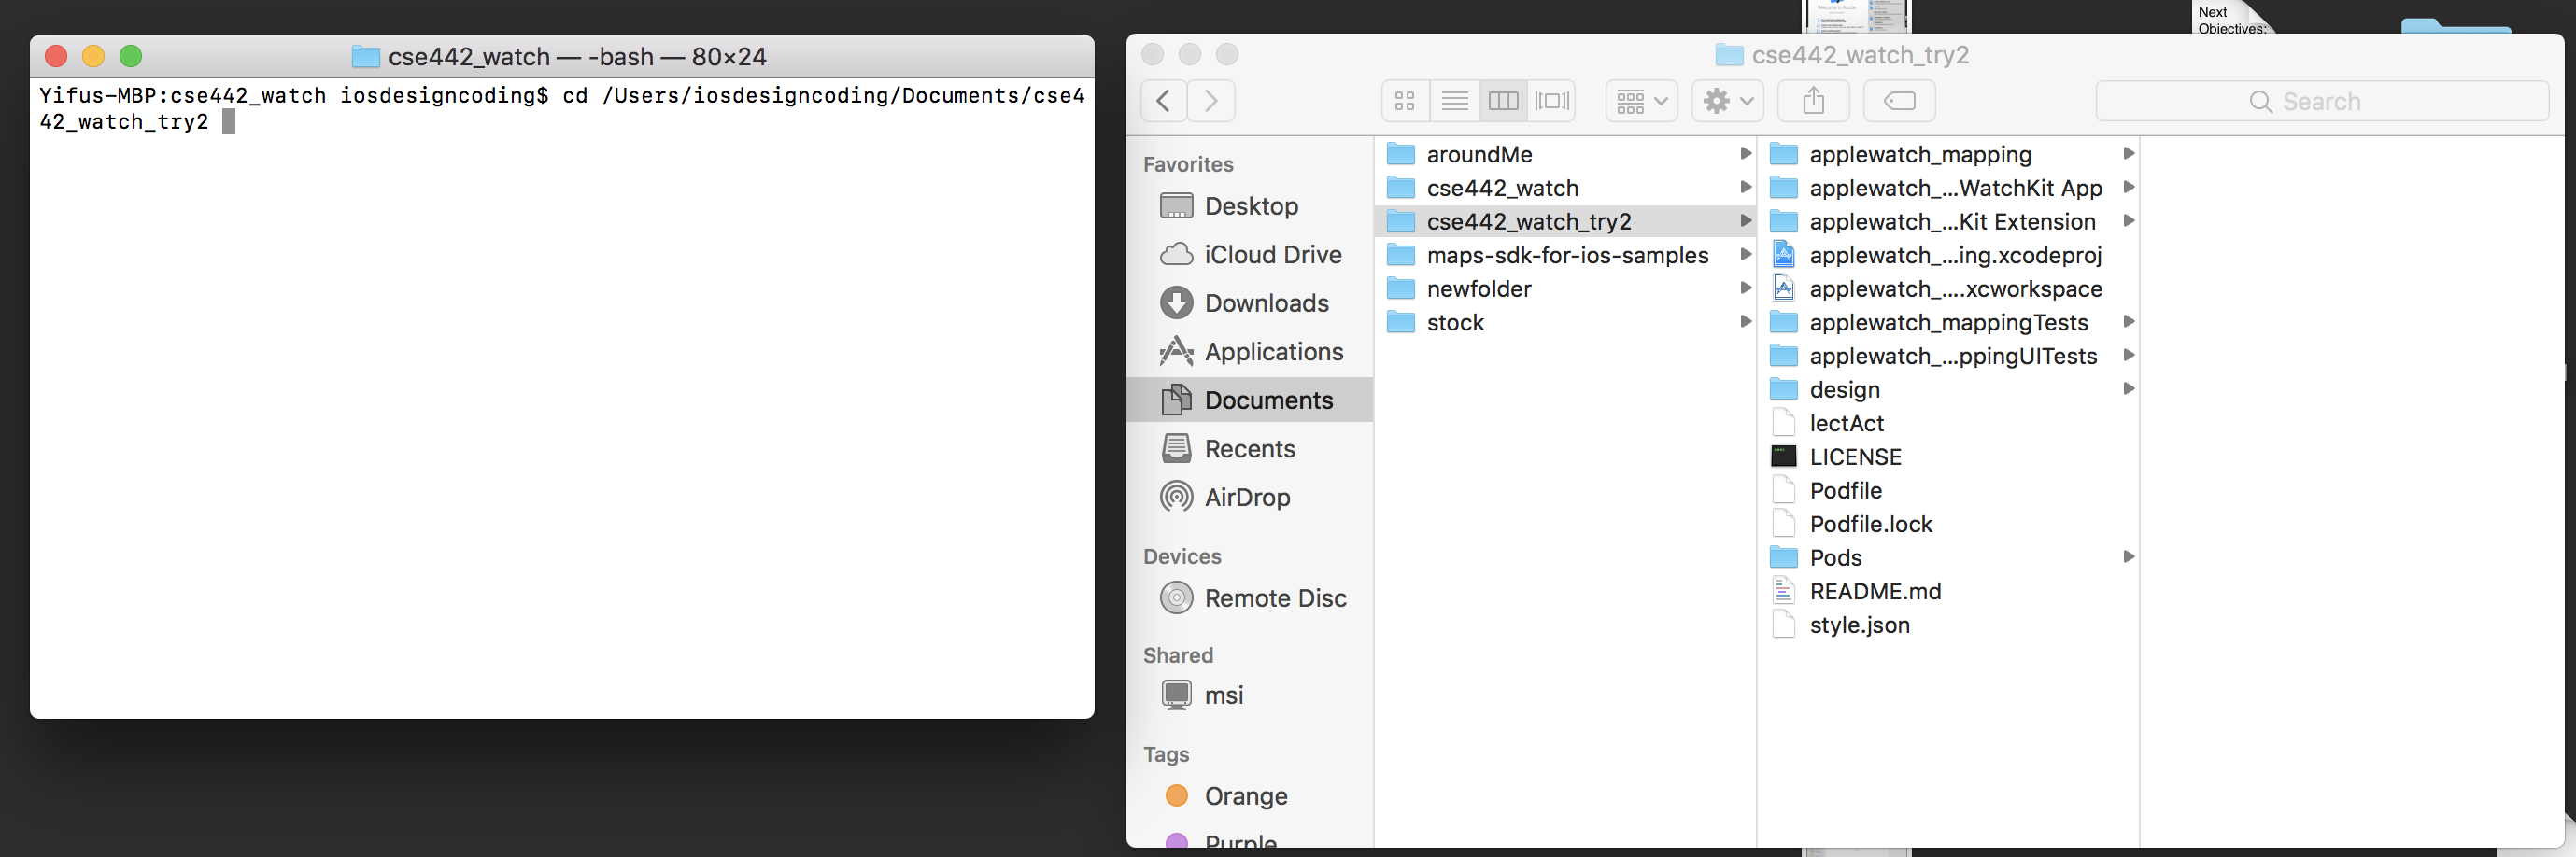 cse442_watch — -bash — 80×24
Yifus-MBP:cse442_watch iosdesigncoding$ cd /Users/iosdesigncoding/Documents/cse4
42_watch_try2
Next
Objectives:
cse442_watch_try2
Search
Favorites
Desktop
iCloud Drive
Downloads
Applications
Documents
Recents
AirDrop
Devices
Remote Disc
Shared
msi
Tags
Orange
Purple
aroundMe
cse442_watch
cse442_watch_try2
maps-sdk-for-ios-samples
newfolder
stock
applewatch_mapping
applewatch_...WatchKit App
applewatch_...Kit Extension
applewatch_...ing.xcodeproj
applewatch_....xcworkspace
applewatch_mappingTests
applewatch_...ppingUITests
design
lectAct
LICENSE
Podfile
Podfile.lock
Pods
README.md
style.json